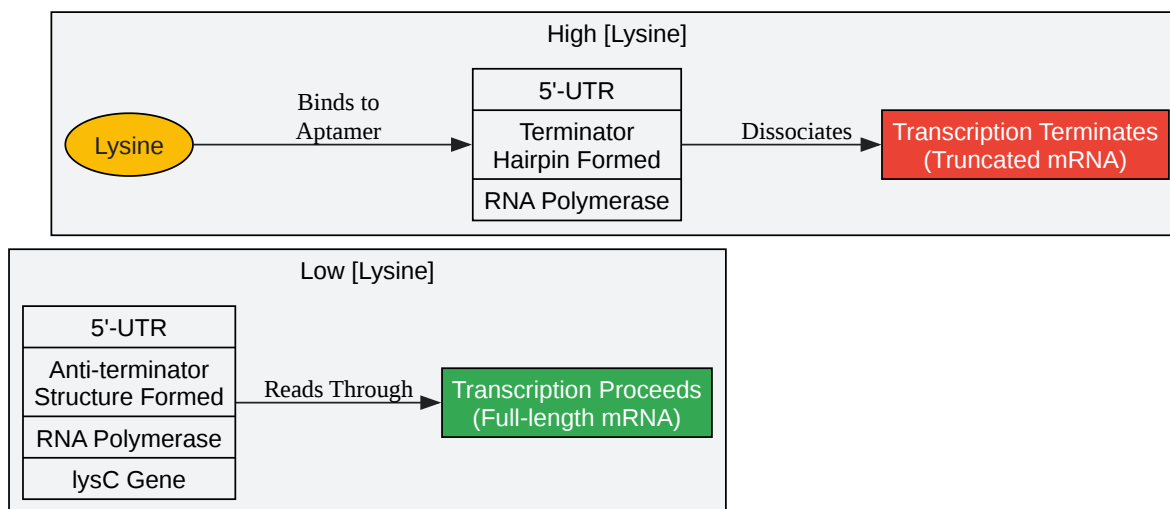 High [Lysine]
Lysine
Binds to
Aptamer
5'-UTR
Terminator
Hairpin Formed
RNA Polymerase
Dissociates
Transcription Terminates
(Truncated mRNA)
Low [Lysine]
5'-UTR
Anti-terminator
Structure Formed
RNA Polymerase
lysC Gene
Reads Through
Transcription Proceeds
(Full-length mRNA)